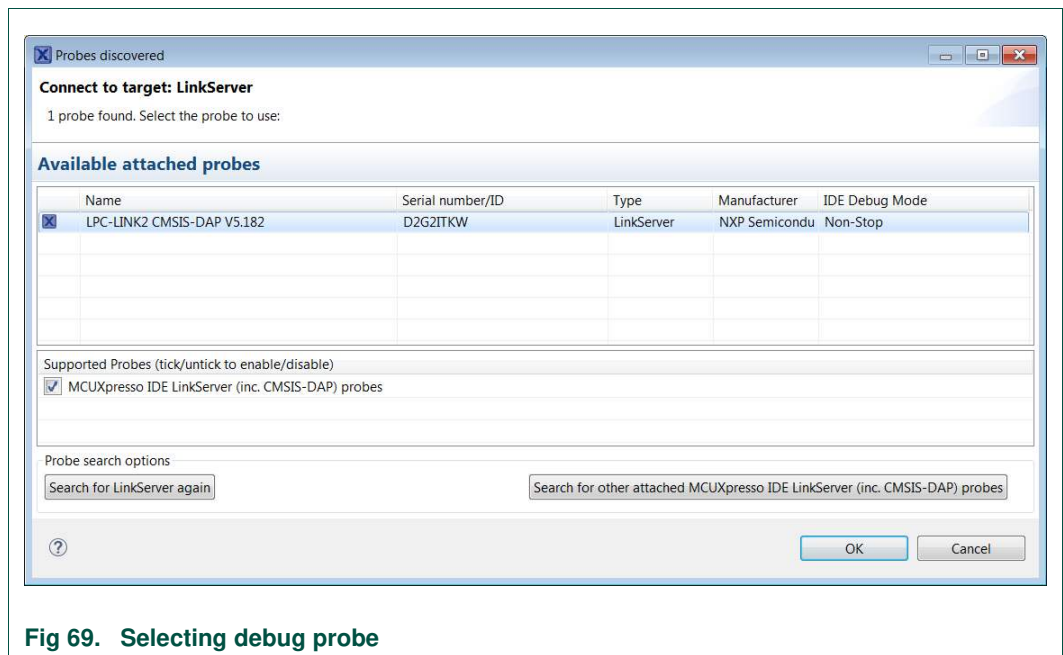 Probes discovered
Connect to target: LinkServer
1 probe found. Select the probe to use:
Available attached probes
Name Serial number/ID Type Manufacturer IDE Debug Mode
LPC-LINK2 CMSIS-DAP V5.182 D2G2ITKW LinkServer NXP Semicondu Non-Stop
Supported Probes (tick/untick to enable/disable)
MCUXpresso IDE LinkServer (inc. CMSIS-DAP) probes
Probe search options
Search for LinkServer again Search for other attached MCUXpresso IDE LinkServer (inc. CMSIS-DAP) probes
? OK Cancel
Fig 69. Selecting debug probe